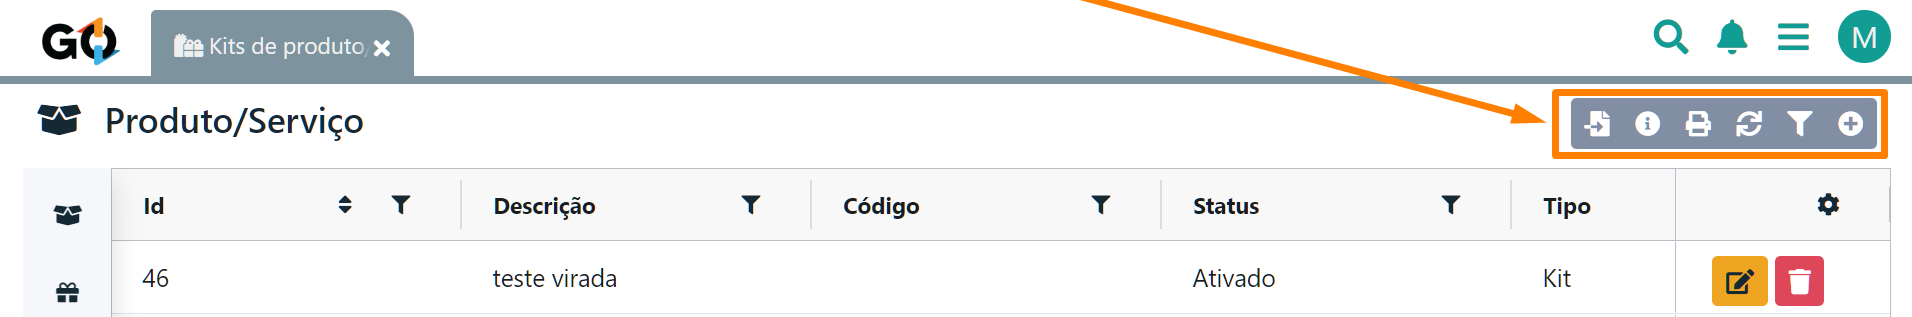 GO
Kits de produto/
M
Produto/Serviço
Id Descrição Código Status Tipo
46 teste virada Ativado Kit